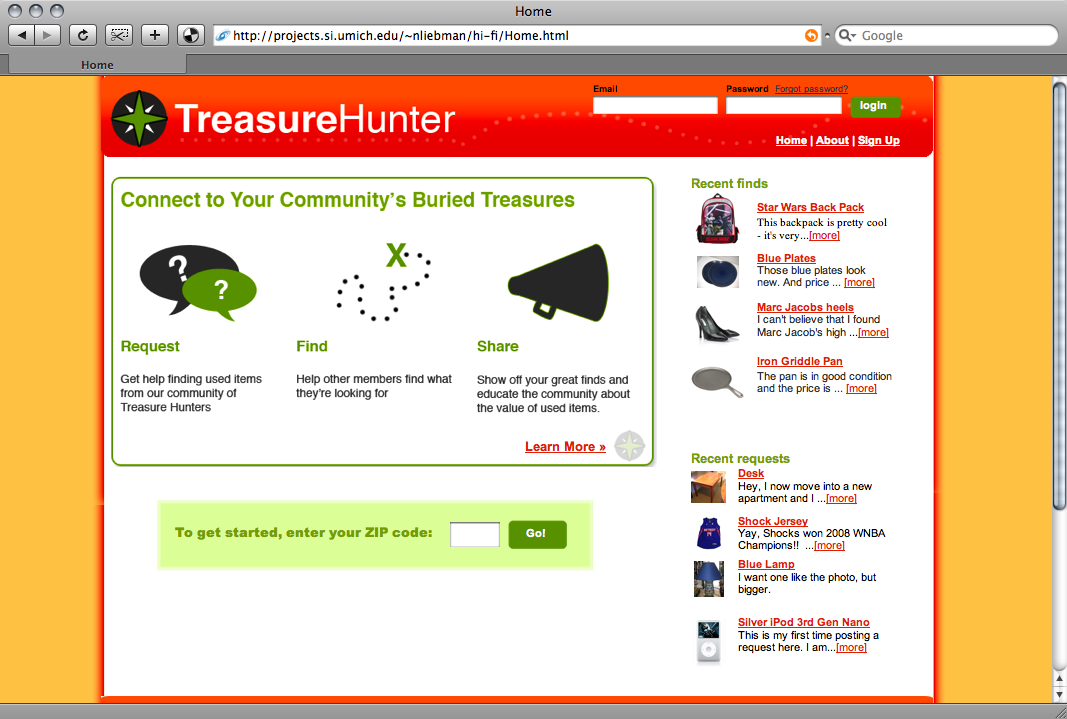 Home
http://projects.si.umich.edu/~nliebman/hi-fi/Home.html
Google
Home
TreasureHunter
Email
Password Forgot password?
login
Home | About | Sign Up
Connect to Your Community's Buried Treasures
? ?
X
Request
Get help finding used items
from our community of
Treasure Hunters
Find
Help other members find what
they're looking for
Share
Show off your great finds and
educate the community about
the value of used items.
Learn More »
To get started, enter your ZIP code:
Go!
Recent finds
Star Wars Back Pack
This backpack is pretty cool
- it's very...[more]
Blue Plates
Those blue plates look
new. And price ... [more]
Marc Jacobs heels
I can't believe that I found
Marc Jacob's high ...[more]
Iron Griddle Pan
The pan is in good condition
and the price is ... [more]
Recent requests
Desk
Hey, I now move into a new
apartment and I ...[more]
Shock Jersey
Yay, Shocks won 2008 WNBA
Champions!! ...[more]
Blue Lamp
I want one like the photo, but
bigger.
Silver iPod 3rd Gen Nano
This is my first time posting a
request here. I am...[more]